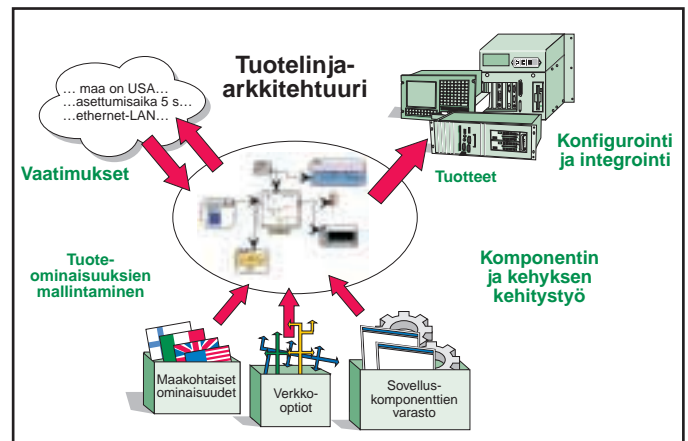 Tuotelinja-
arkkitehtuuri
... maa on USA...
...asettumisaika 5 s...
...ethernet-LAN...
Vaatimukset
Konfigurointi
ja integrointi
Tuotteet
Tuote-
ominaisuuksien
mallintaminen
Komponentin
ja kehyksen
kehitystyö
Maakohtaiset
ominaisuudet
Verkko-
optiot
Sovellus-
komponenttien
varasto